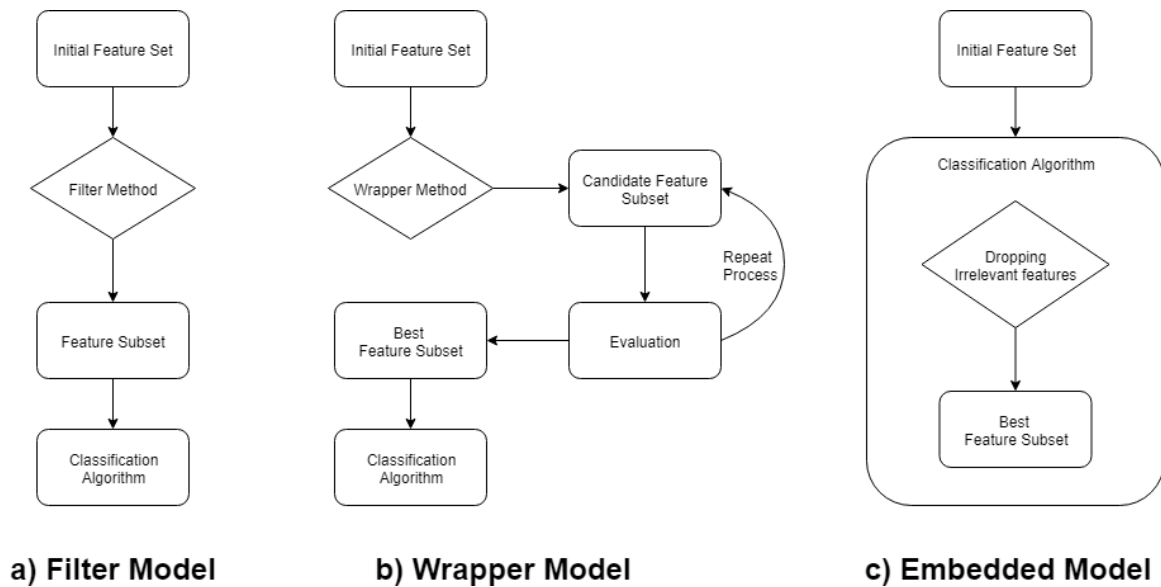 Initial Feature Set
Filter Method
Feature Subset
Classification
Algorithm
a) Filter Model
Initial Feature Set
Wrapper Method
Candidate Feature
Subset
Repeat
Process
Evaluation
Best
Feature Subset
Classification
Algorithm
b) Wrapper Model
Initial Feature Set
Classification Algorithm
Dropping
Irrelevant features
Best
Feature Subset
c) Embedded Model